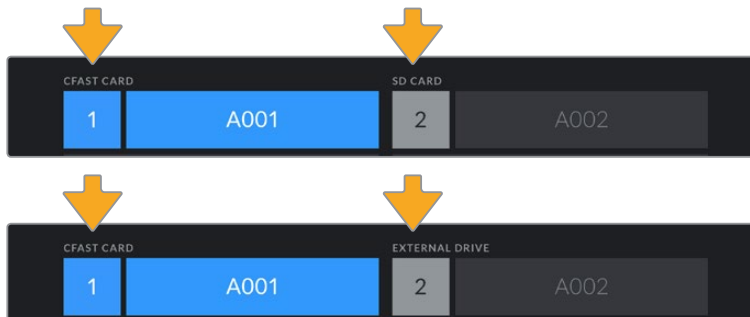 CFAST CARD SD CARD
1 A001 2 A002
CFAST CARD EXTERNAL DRIVE
1 A001 2 A002